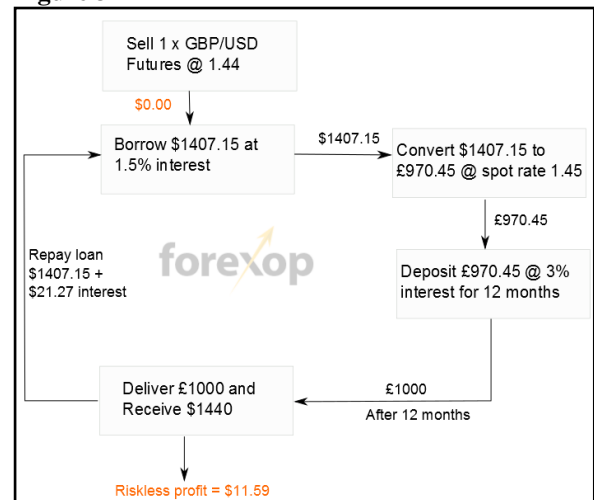 Sell 1 x GBP/USD
Futures @ 1.44
$0.00
Borrow $1407.15 at
1.5% interest
$1407.15
Convert $1407.15 to
£970.45 @ spot rate 1.45
£970.45
Repay loan
$1407.15 +
$21.27 interest
forexop
Deposit £970.45 @ 3%
interest for 12 months
Deliver £1000 and
Receive $1440
£1000
After 12 months
Riskless profit = $11.59